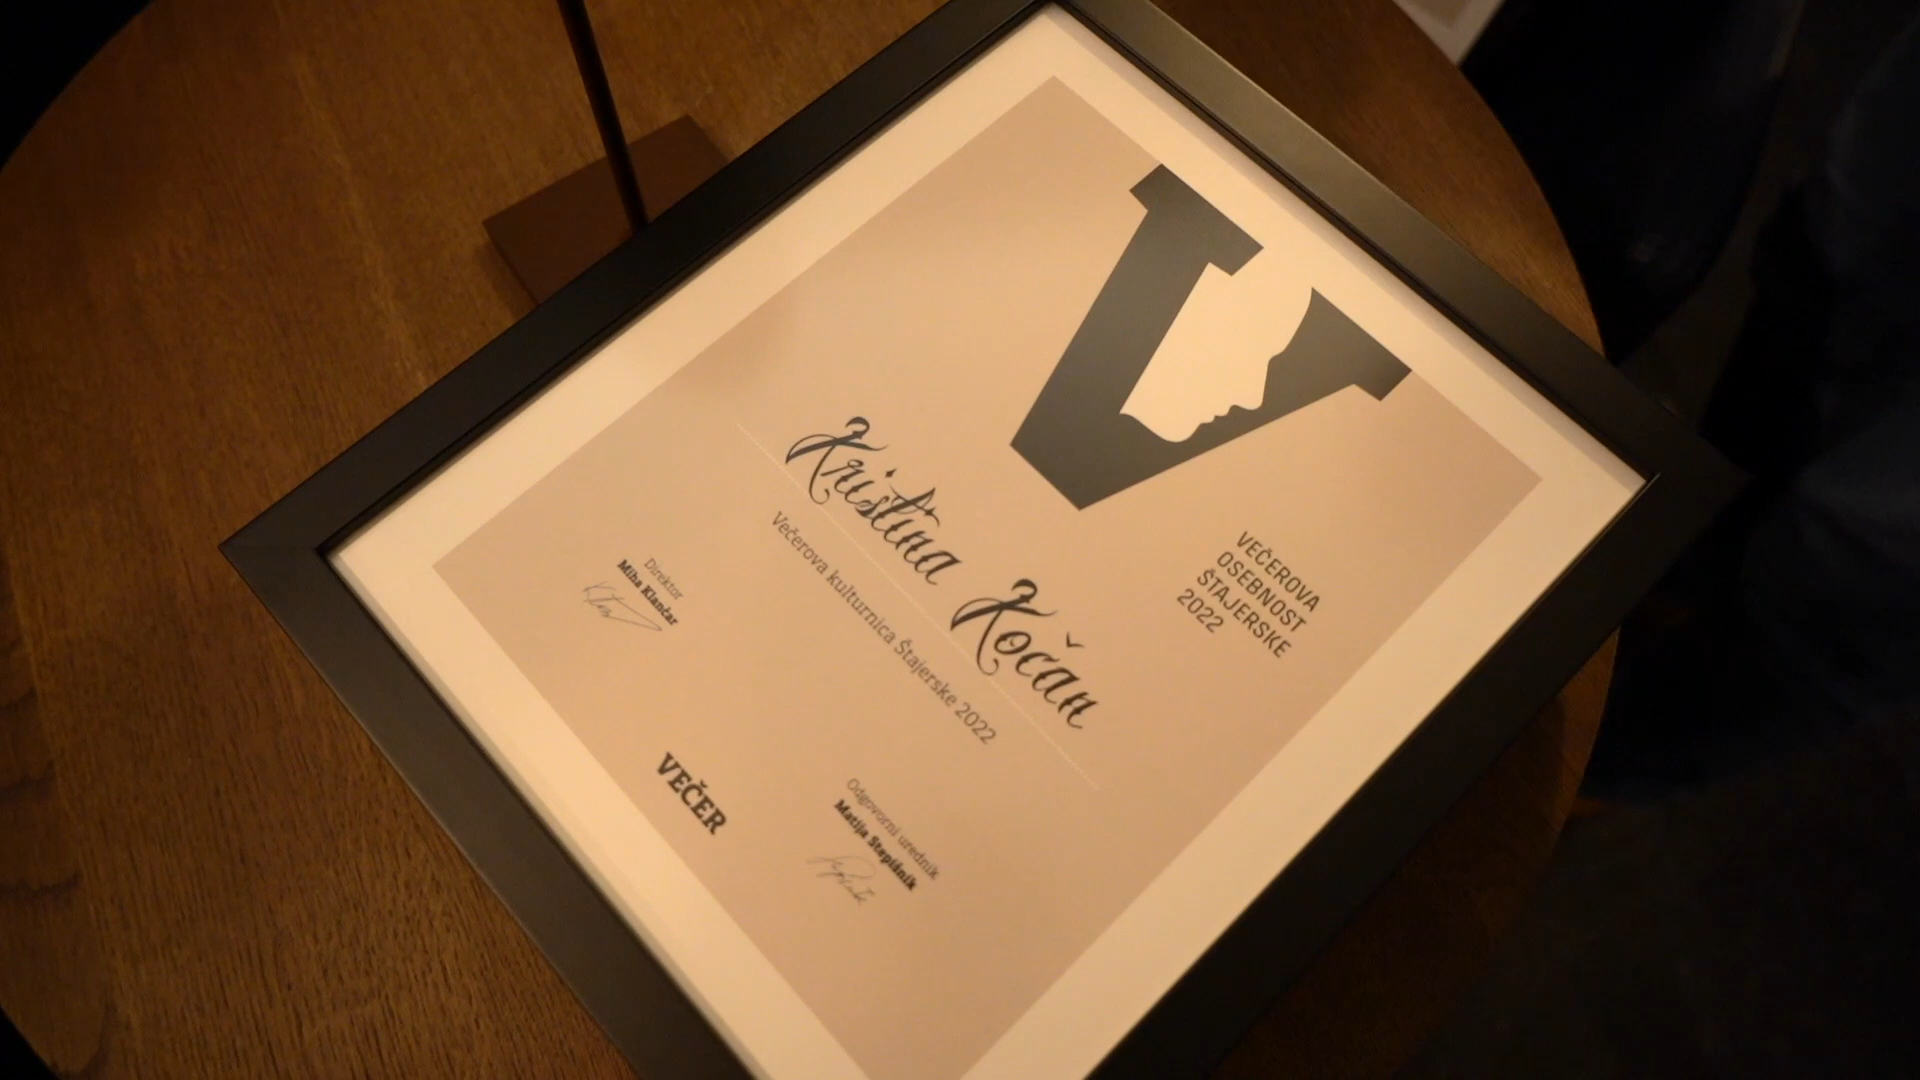 V
VEČEROVA
OSEBNOST
ŠTAJERSKE
2022
Kristina Kočan
Večerova kulturnica Štajerske 2022
Direktor
Miha Klančar
Odgovorni urednik
Matija Stepišnik
VEČER